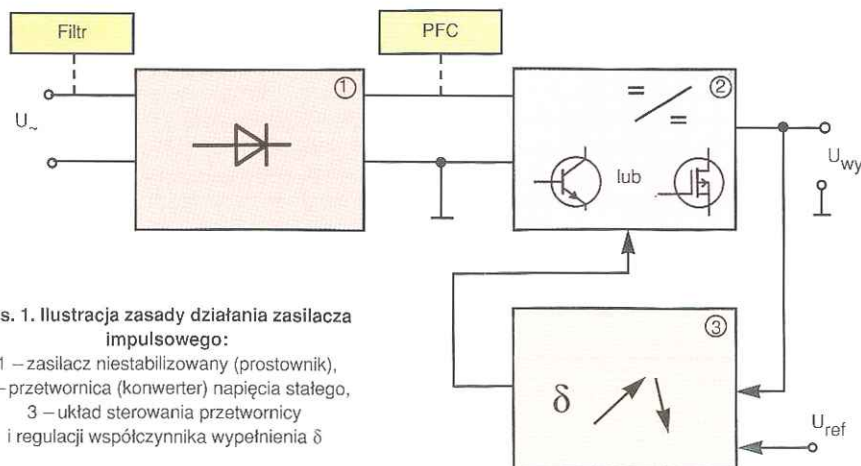 Filtr
PFC
1
2
U~
=
=
lub
Uwy
s. 1. Ilustracja zasady działania zasilacza
impulsowego:
1 – zasilacz niestabilizowany (prostownik),
– przetwornica (konwerter) napięcia stałego,
3 – układ sterowania przetwornicy
i regulacji współczynnika wypełnienia δ
3
δ
Uref